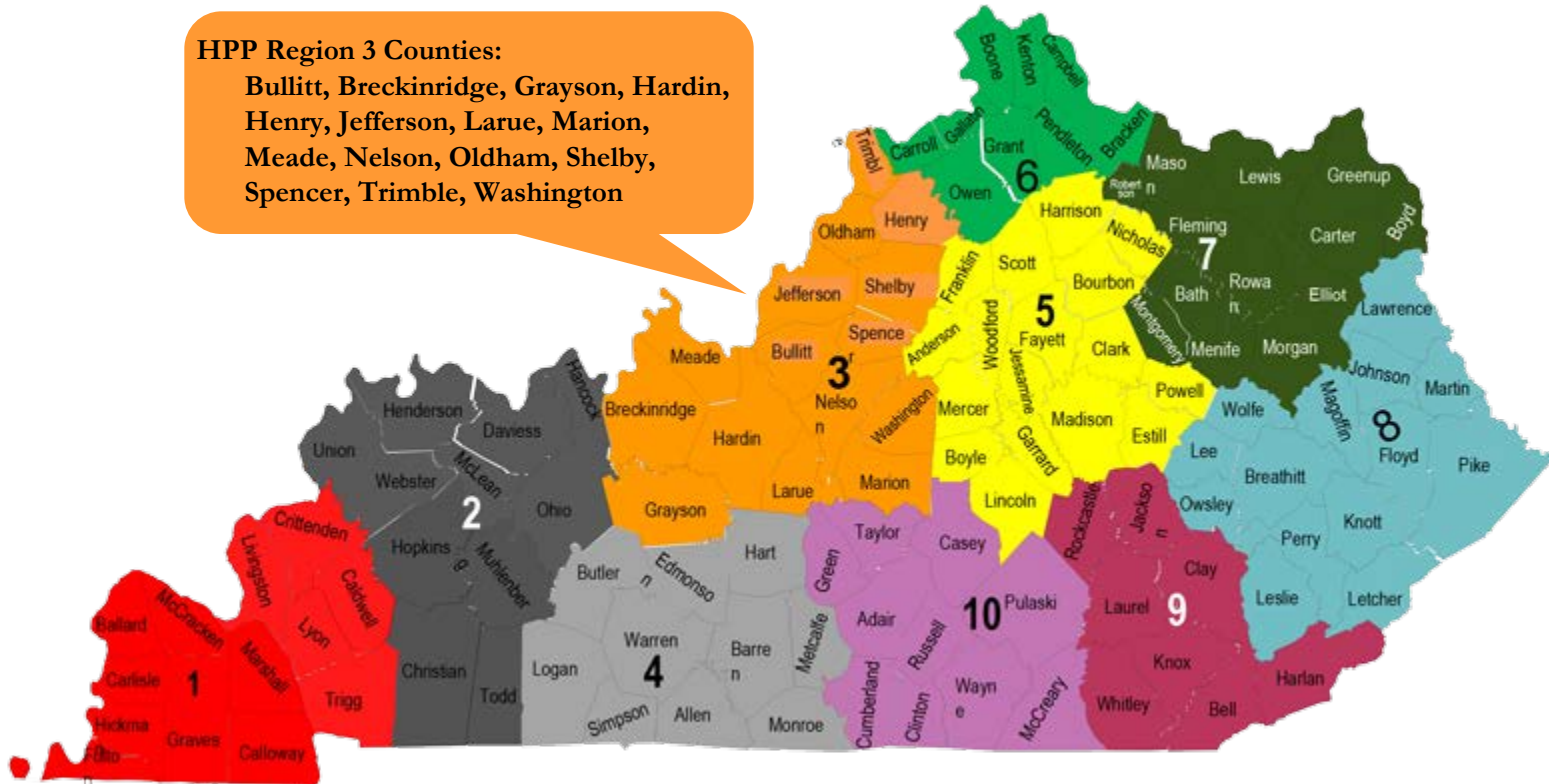 HPP Region 3 Counties:
Bullitt, Breckinridge, Grayson, Hardin,
Henry, Jefferson, Larue, Marion,
Meade, Nelson, Oldham, Shelby,
Spencer, Trimble, Washington
Boone
Kenton
Campbell
Carroll
Gallatin
Grant
Pendleton
Bracken
Owen
6
Trimbl
e
Henry
Oldham
Jefferson
Shelby
Spence
r
Bullitt
3
Meade
Breckinridge
Nelso
n
Washington
Hardin
Larue
Marion
Grayson
Harrison
Nicholas
Franklin
Scott
Bourbon
5
Fayett
Woodford
Anderson
Jessamine
Clark
Powell
Mercer
Madison
Garrard
Estill
Boyle
Lincoln
Maso
n
Robert
son
Lewis
Greenup
Fleming
7
Carter
Boyd
Bath
Rowa
n
Elliot
Montgomery
Menife
Morgan
Lawrence
Johnson
Martin
Magoffin
8
Floyd
Wolfe
Lee
Breathitt
Pike
Owsley
Knott
Perry
Leslie
Letcher
Hancock
Henderson
Daviess
Union
McLean
Webster
2
Ohio
Hopkins
Muhlenbor
g
Christian
Todd
Crittenden
Livingston
Caldwell
Lyon
McCracken
Ballard
Marshall
Carlisle
1
Trigg
Hickma
n
Graves
Calloway
Fulto
n
Hart
Butler
Edmonso
n
Warren
4
Barre
n
Metcalfe
Logan
Simpson
Allen
Monroe
Taylor
Green
Casey
10
Pulaski
Adair
Russell
Cumberland
Clinton
Wayn
e
McCreary
Rockcastle
Jackso
n
Clay
Laurel
9
Knox
Harlan
Whitley
Bell